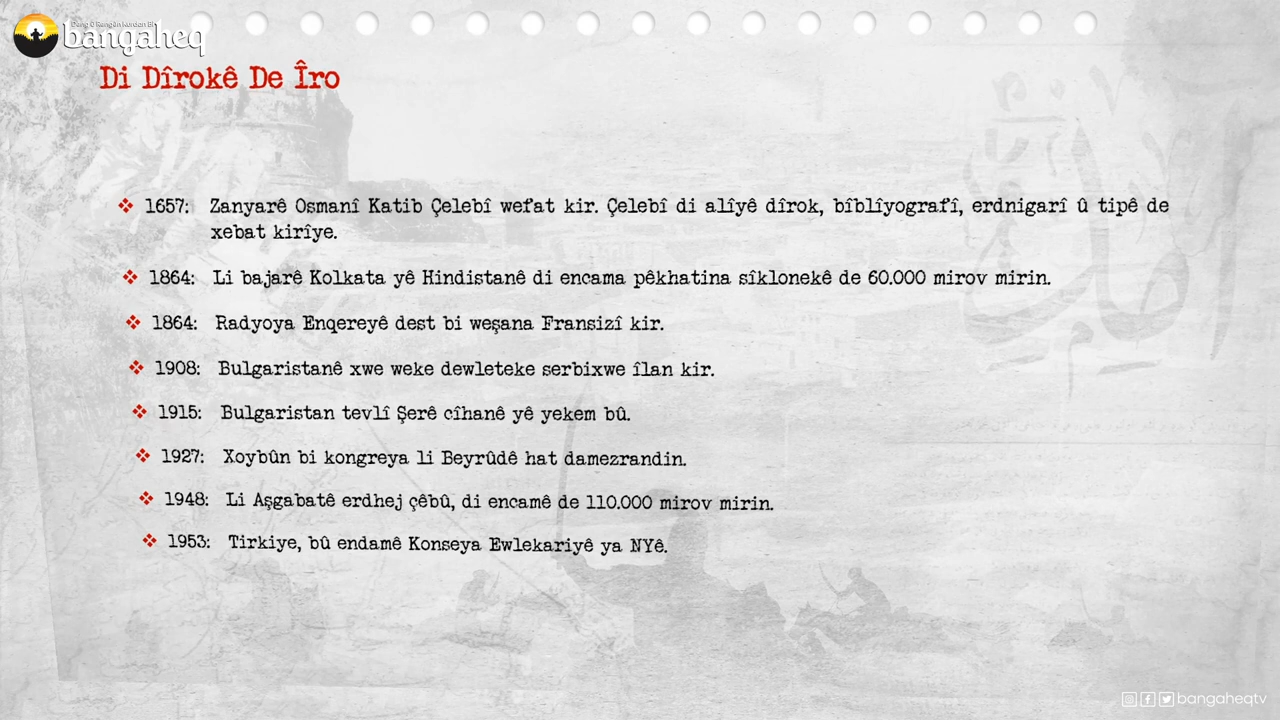 Deng Û Rengên Kurdan Bi
bangaheq
Di Dîrokê De Îro
❖ 1657: Zanyarê Osmanî Katib Çelebî wefat kir. Çelebî di alîyê dîrok, bîblîyografî, erdnigarî û tipê de
xebat kirîye.
❖ 1864: Li bajarê Kolkata yê Hindistanê di encama pêkhatina sîklonekê de 60.000 mirov mirin.
❖ 1864: Radyoya Enqereyê dest bi weşana Fransizî kir.
❖ 1908: Bulgaristanê xwe weke dewleteke serbixwe îlan kir.
❖ 1915: Bulgaristan tevlî Şerê cîhanê yê yekem bû.
❖ 1927: Xoybûn bi kongreya li Beyrûdê hat damezrandin.
❖ 1948: Li Aşgabatê erdhej çêbû, di encamê de 110.000 mirov mirin.
❖ 1953: Tirkiye, bû endamê Konseya Ewlekariyê ya NYê.
bangaheqtv